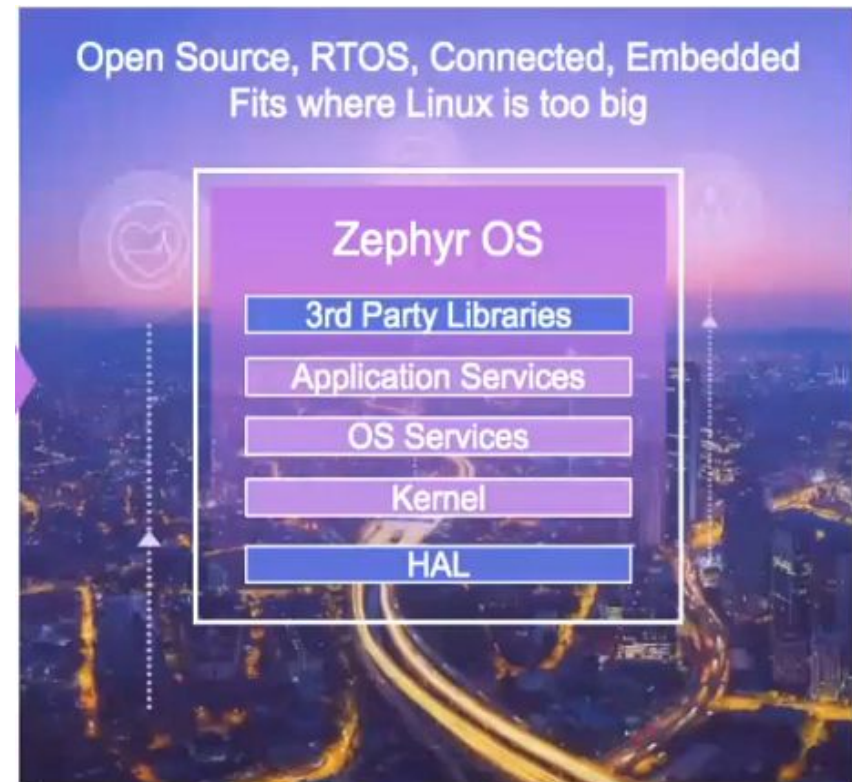 Open Source, RTOS, Connected, Embedded
Fits where Linux is too big
Zephyr OS
3rd Party Libraries
Application Services
OS Services
Kernel
HAL